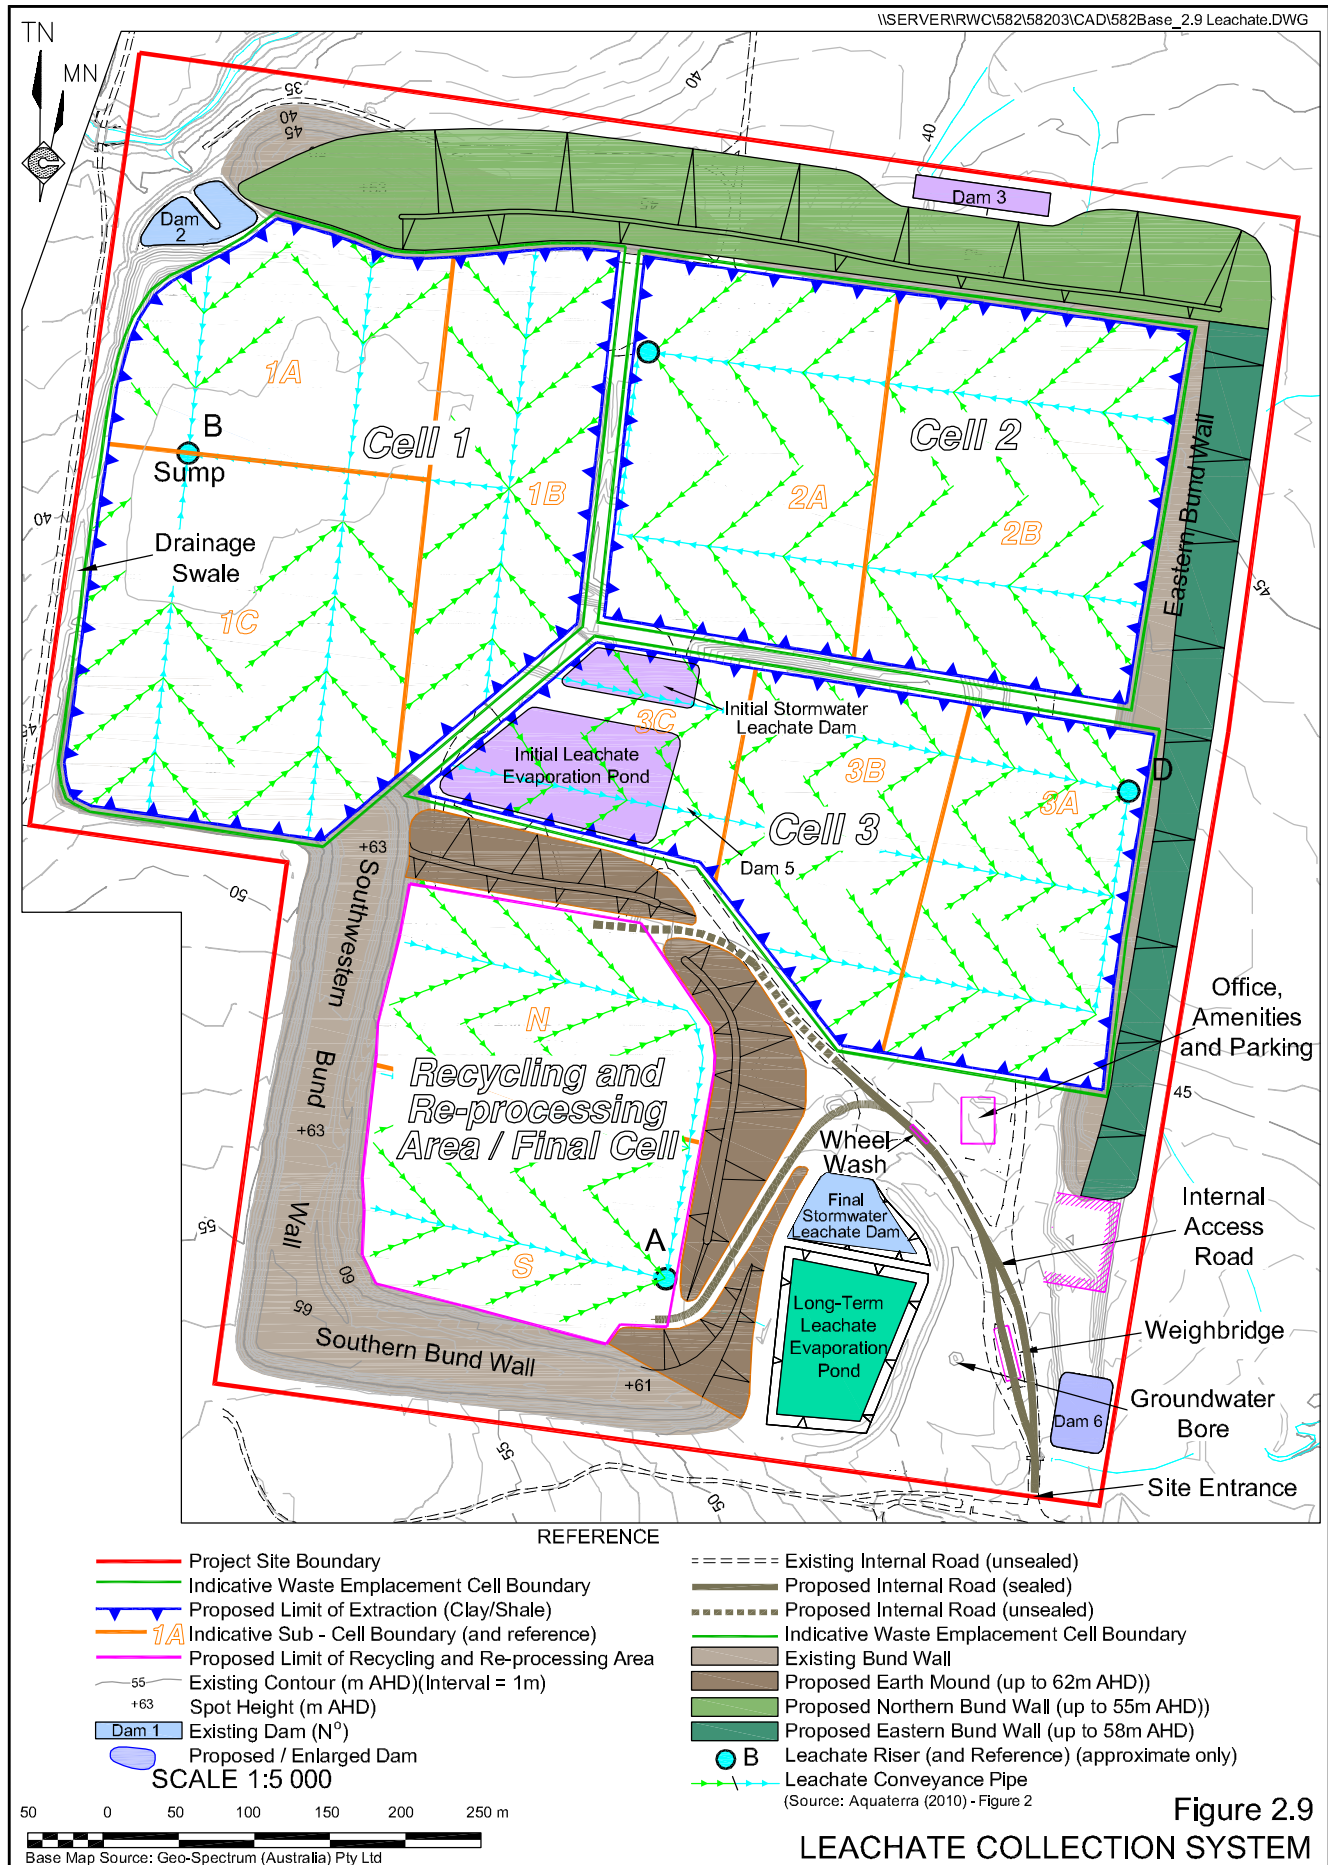 \\SERVER\RWC\582\58203\CAD\582Base_2.9 Leachate.DWG
TN
MN
35
40
45
40
40
Dam 3
Dam
2
+63
45
1A
B
Sump
Cell 1
1B
Cell 2
2A
2B
Eastern Bund Wall
40
Drainage
Swale
1C
45
45
Initial Stormwater
Leachate Dam
3C
Initial Leachate
Evaporation Pond
3B
D
3A
Cell 3
Dam 5
+63
50
Southwestern
Bund
Wall
+63
N
Recycling and
Re-processing
Area / Final Cell
Office,
Amenities
and Parking
45
Wheel
Wash
Final
Stormwater
Leachate Dam
Internal
Access
Road
55
A
S
60
65
Long-Term
Leachate
Evaporation
Pond
Southern Bund Wall
+61
Weighbridge
Groundwater
Bore
Dam 6
55
50
Site Entrance
REFERENCE
Project Site Boundary
Indicative Waste Emplacement Cell Boundary
Proposed Limit of Extraction (Clay/Shale)
1A Indicative Sub - Cell Boundary (and reference)
Proposed Limit of Recycling and Re-processing Area
55 Existing Contour (m AHD)(Interval = 1m)
+63 Spot Height (m AHD)
Dam 1 Existing Dam (N°)
Proposed / Enlarged Dam
Existing Internal Road (unsealed)
Proposed Internal Road (sealed)
Proposed Internal Road (unsealed)
Indicative Waste Emplacement Cell Boundary
Existing Bund Wall
Proposed Earth Mound (up to 62m AHD))
Proposed Northern Bund Wall (up to 55m AHD))
Proposed Eastern Bund Wall (up to 58m AHD)
B Leachate Riser (and Reference) (approximate only)
Leachate Conveyance Pipe
(Source: Aquaterra (2010) - Figure 2
SCALE 1:5 000
50 0 50 100 150 200 250 m
Base Map Source: Geo-Spectrum (Australia) Pty Ltd
Figure 2.9
LEACHATE COLLECTION SYSTEM